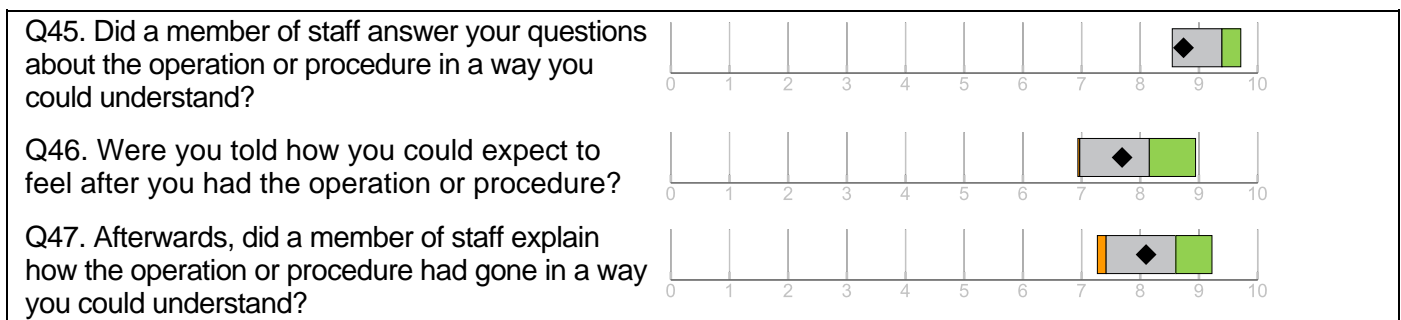 Q45. Did a member of staff answer your questions
about the operation or procedure in a way you
could understand?
0 1 2 3 4 5 6 7 8 9 10
Q46. Were you told how you could expect to
feel after you had the operation or procedure?
0 1 2 3 4 5 6 7 8 9 10
Q47. Afterwards, did a member of staff explain
how the operation or procedure had gone in a way
you could understand?
0 1 2 3 4 5 6 7 8 9 10